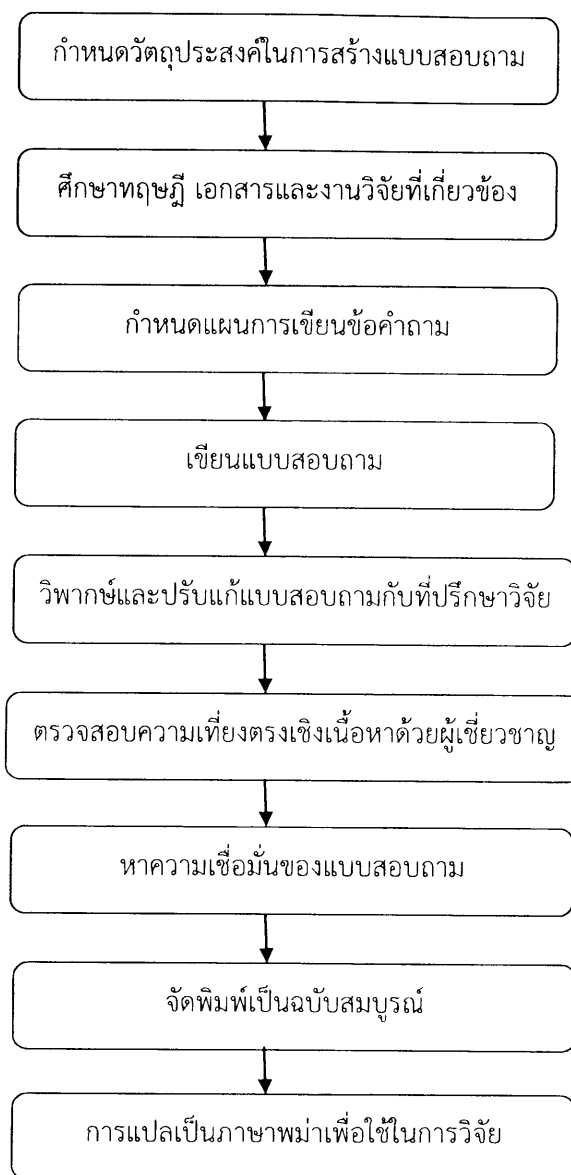 กำหนดวัตถุประสงค์ในการสร้างแบบสอบถาม
ศึกษาทฤษฎี เอกสารและงานวิจัยที่เกี่ยวข้อง
กำหนดแผนการเขียนข้อคำถาม
เขียนแบบสอบถาม
วิพากษ์และปรับแก้แบบสอบถามกับที่ปรึกษาวิจัย
ตรวจสอบความเที่ยงตรงเชิงเนื้อหาด้วยผู้เชี่ยวชาญ
หาความเชื่อมั่นของแบบสอบถาม
จัดพิมพ์เป็นฉบับสมบูรณ์
การแปลเป็นภาษาพม่าเพื่อใช้ในการวิจัย